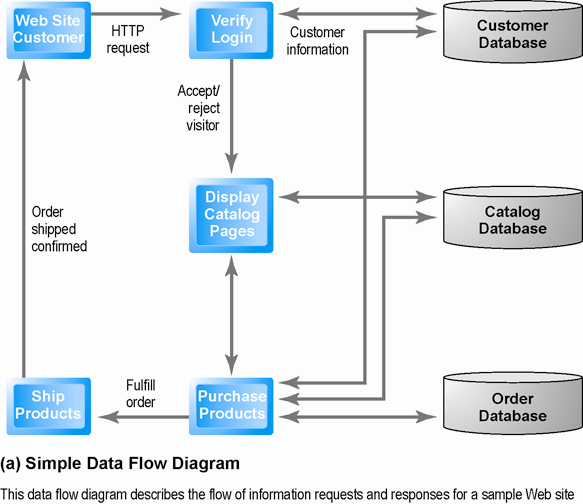 Web Site
Customer
HTTP
request
Verify
Login
Customer
information
Customer
Database
Accept/
reject
visitor
Display
Catalog
Pages
Catalog
Database
Order
shipped
confirmed
Ship
Products
Fulfill
order
Purchase
Products
Order
Database
(a) Simple Data Flow Diagram
This data flow diagram describes the flow of information requests and responses for a sample Web site